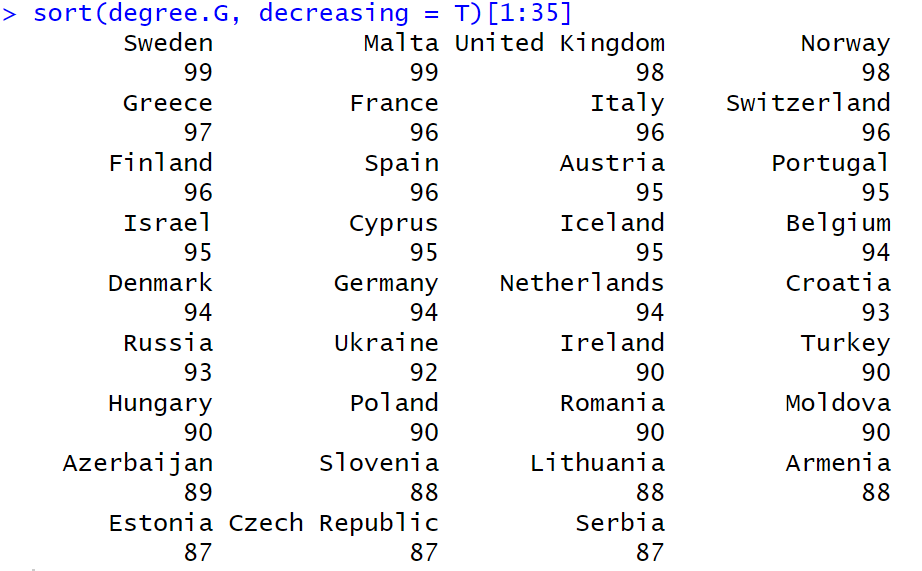 > sort(degree.G, decreasing = T)[1:35]
Sweden Malta United Kingdom Norway
99 99 98 98
Greece France Italy Switzerland
97 96 96 96
Finland Spain Austria Portugal
96 96 95 95
Israel Cyprus Iceland Belgium
95 95 95 94
Denmark Germany Netherlands Croatia
94 94 94 93
Russia Ukraine Ireland Turkey
93 92 90 90
Hungary Poland Romania Moldova
90 90 90 90
Azerbaijan Slovenia Lithuania Armenia
89 88 88 88
Estonia Czech Republic Serbia
87 87 87